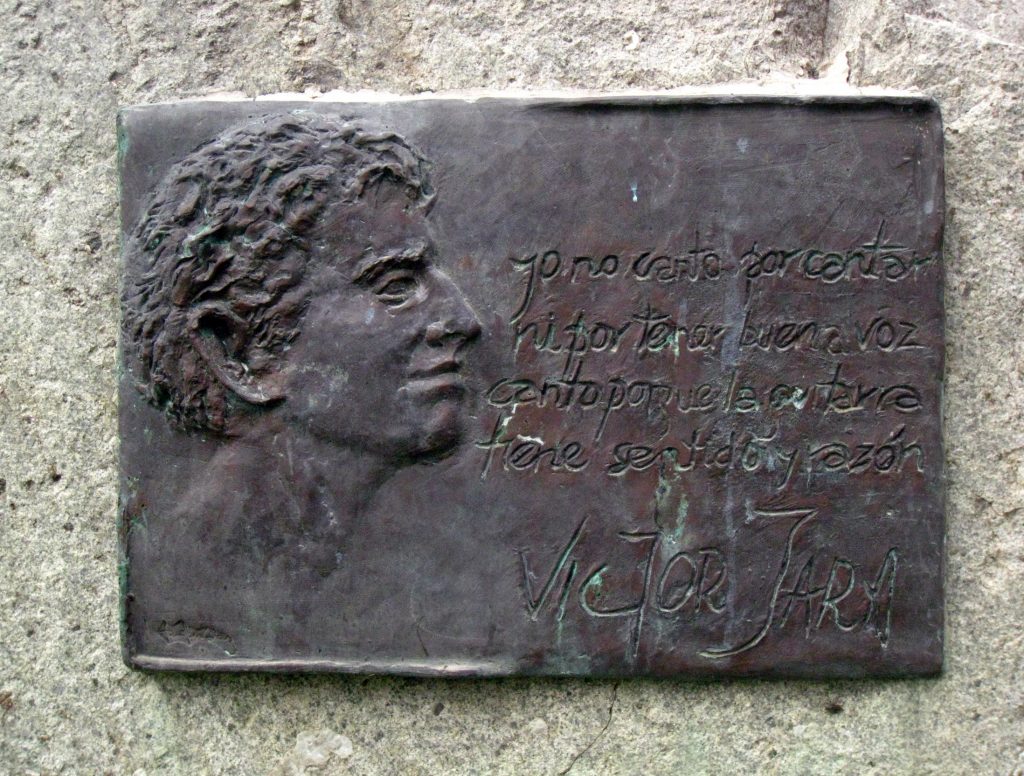 yo no canto por cantar
ni por tener buena voz
canto porque la guitarra
tiene sentido y razón
VICTOR JARA